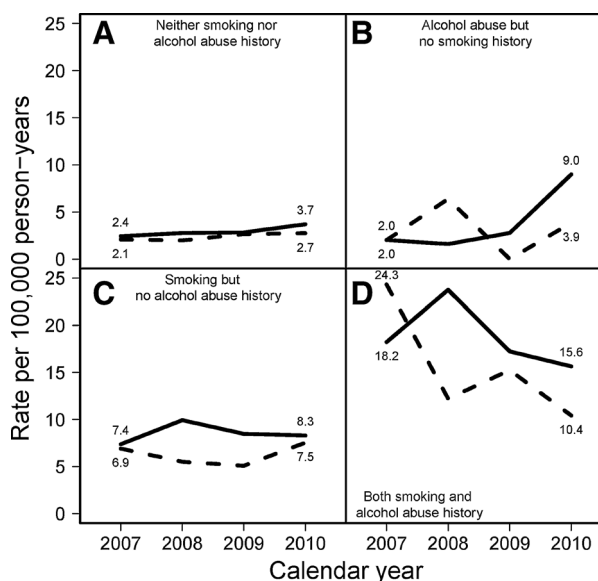 Rate per 100,000 person−years
25
20
15
10
5
0
A
Neither smoking nor
alcohol abuse history
2.4
2.1
3.7
2.7
B
Alcohol abuse but
no smoking history
2.0
2.0
9.0
3.9
25
20
15
10
5
0
C
Smoking but
no alcohol abuse history
7.4
6.9
8.3
7.5
D
24.3
18.2
15.6
10.4
Both smoking and
alcohol abuse history
2007 2008 2009 2010 2007 2008 2009 2010
Calendar year